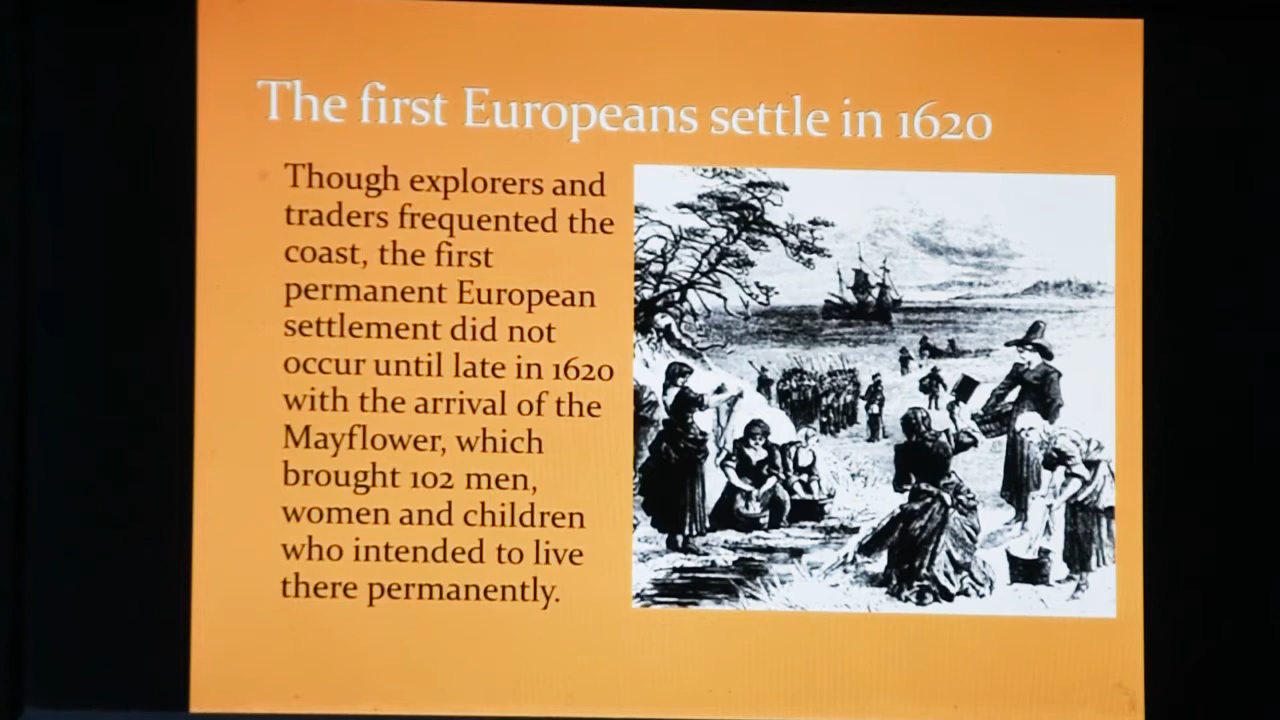 The first Europeans settle in 1620
Though explorers and
traders frequented the
coast, the first
permanent European
settlement did not
occur until late in 1620
with the arrival of the
Mayflower, which
brought 102 men,
women and children
who intended to live
there permanently.